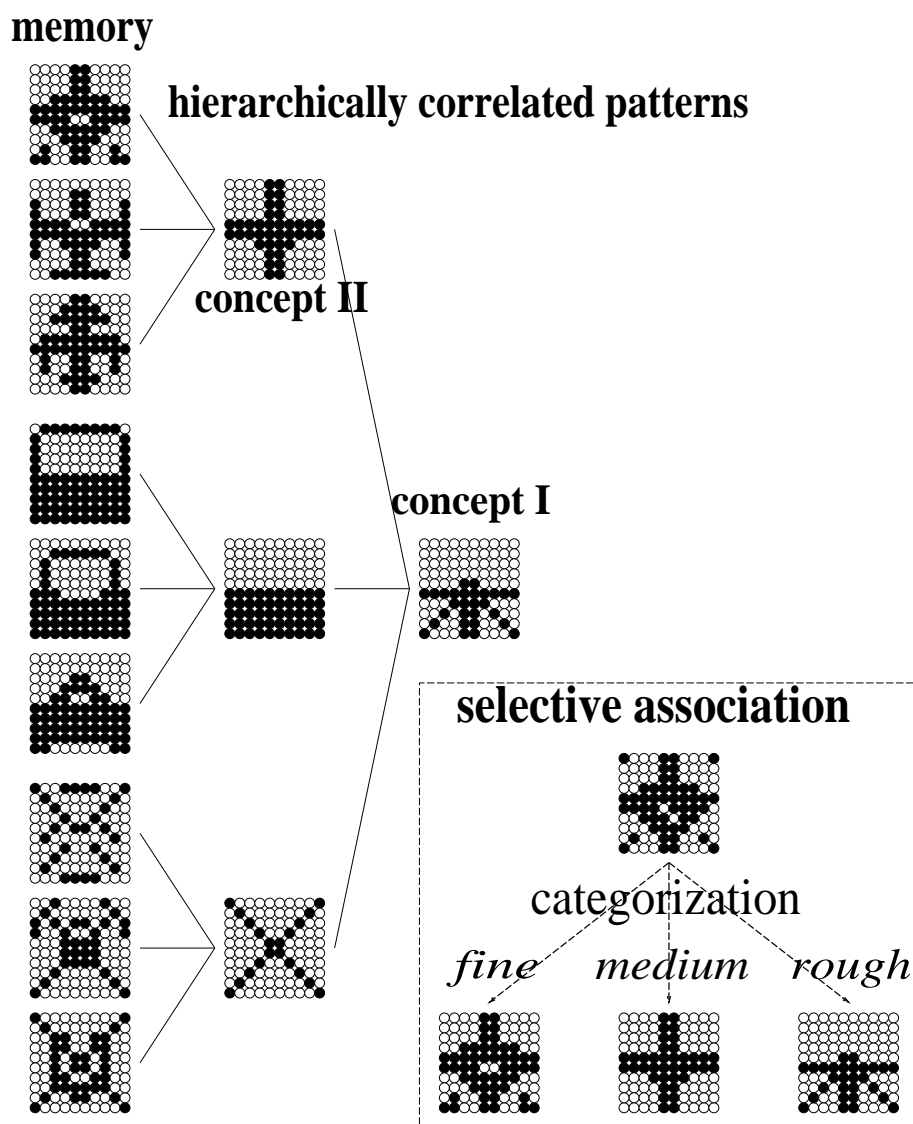 memory
hierarchically correlated patterns
concept II
concept I
selective association
categorization
fine medium rough